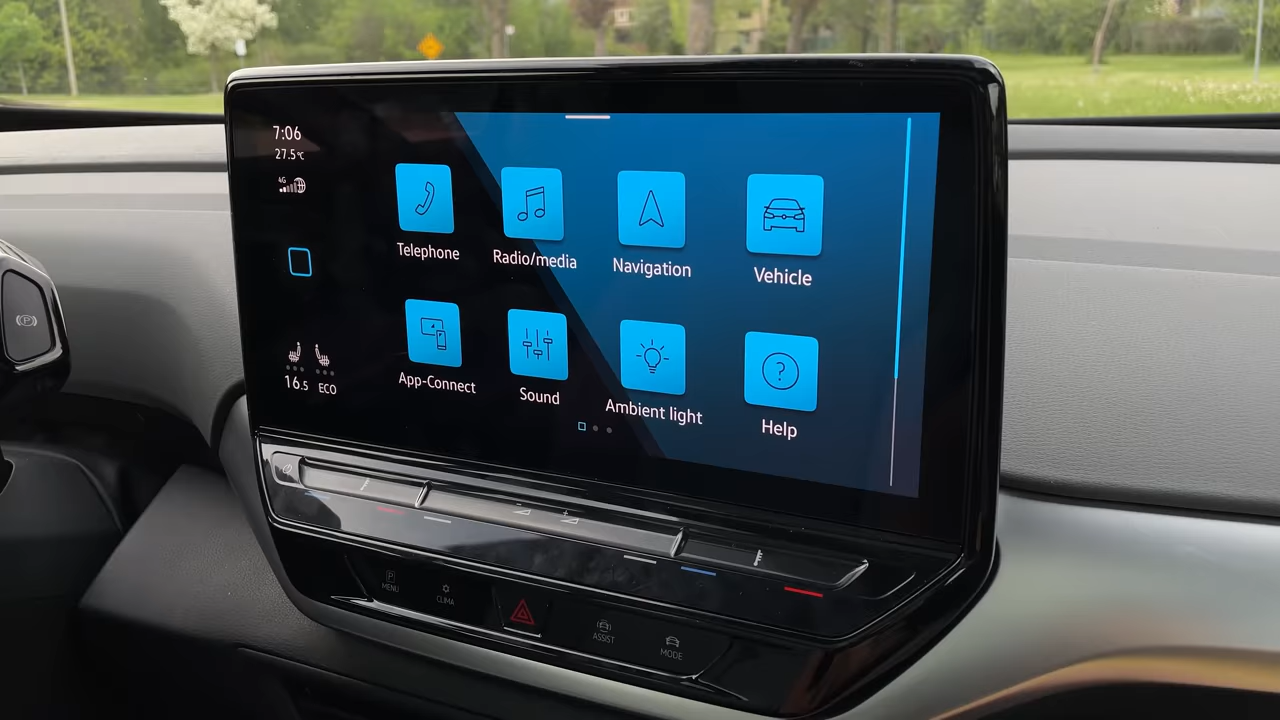 7:06
27.5°C
4G
Telephone
Radio/media
Navigation
Vehicle
App-Connect
Sound
Ambient light
Help
?
16.5 ECO
P
P MENU
CLIMA
ASSIST
MODE